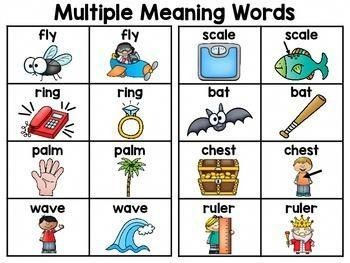 Multiple Meaning Words
fly fly
ring ring
palm palm
wave wave
scale scale
bat bat
chest chest
ruler ruler